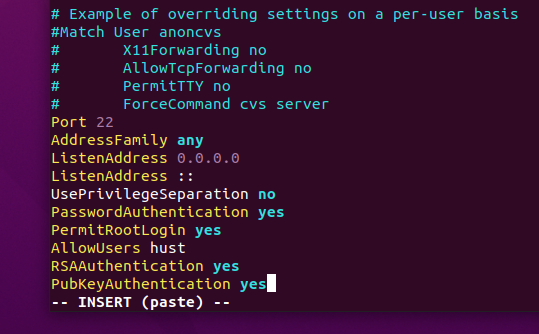 # Example of overriding settings on a per-user basis
#Match User anoncvs
#       X11Forwarding no
#       AllowTcpForwarding no
#       PermitTTY no
#       ForceCommand cvs server
Port 22
AddressFamily any
ListenAddress 0.0.0.0
ListenAddress ::
UsePrivilegeSeparation no
PasswordAuthentication yes
PermitRootLogin yes
AllowUsers hust
RSAAuthentication yes
PubKeyAuthentication yes
-- INSERT (paste) --